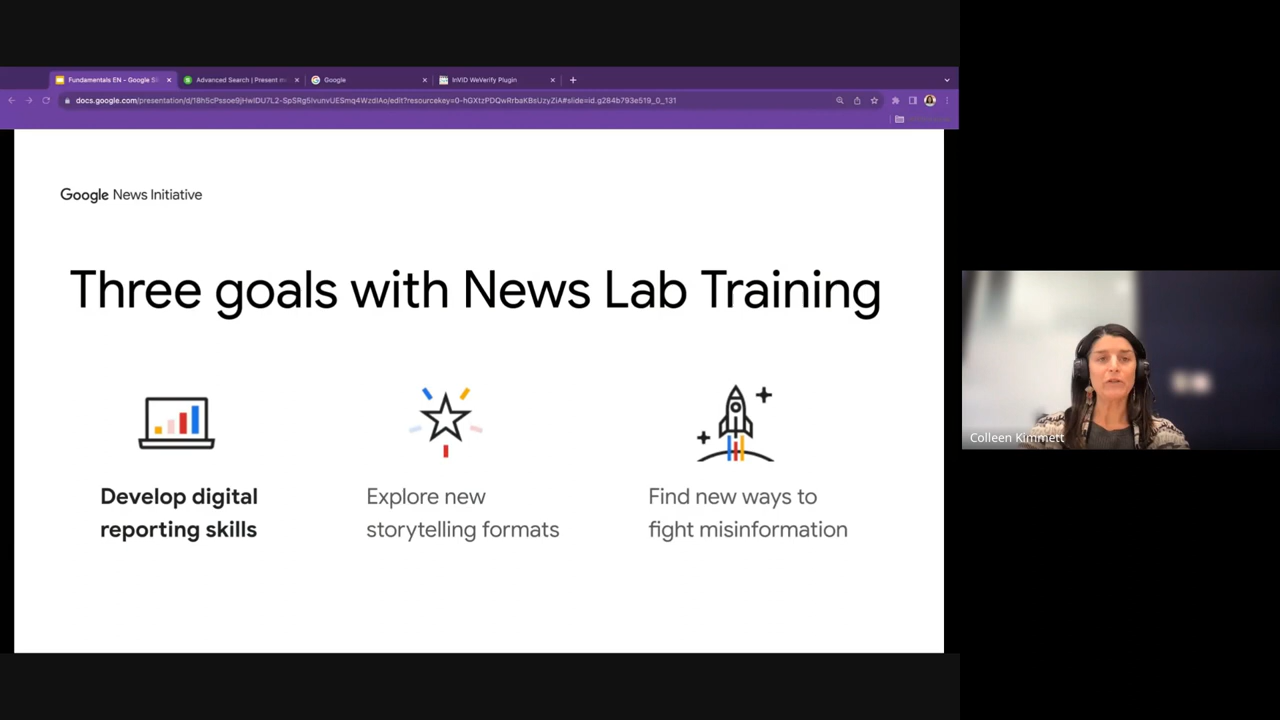 Fundamentals EN - Google Sl
Advanced Search | Present m
Google
InVID WeVerify Plugin
Google News Initiative
Three goals with News Lab Training
Develop digital
reporting skills
Explore new
storytelling formats
Find new ways to
fight misinformation
Colleen Kimmett